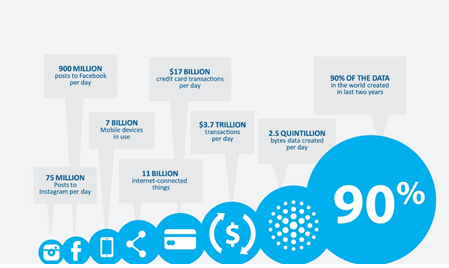 900 MILLION
posts to Facebook
per day
$17 BILLION
credit card transactions
per day
90% OF THE DATA
in the world created
in last two years
7 BILLION
Mobile devices
in use
$3.7 TRILLION
transactions
per day
2.5 QUINTILLION
bytes data created
per day
75 MILLION
Posts to
Instagram per day
11 BILLION
internet-connected
things
$
90%